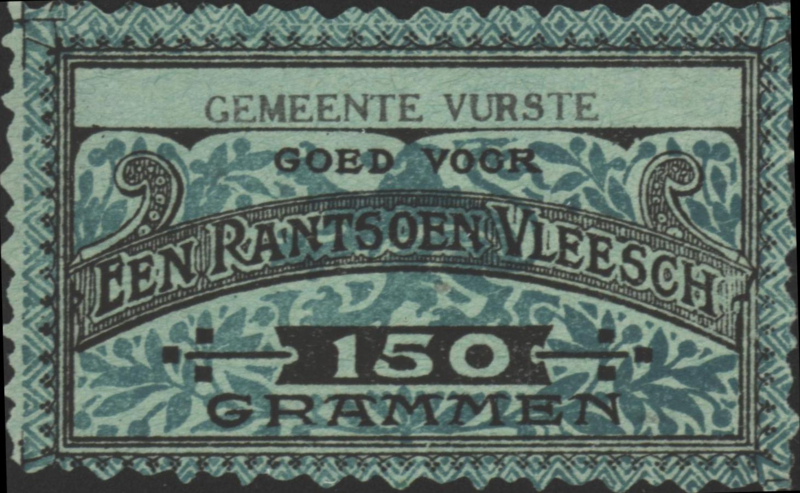 GEMEENTE VURSTE
GOED VOOR
EEN RANTSOEN VLEESCH
150
GRAMMEN